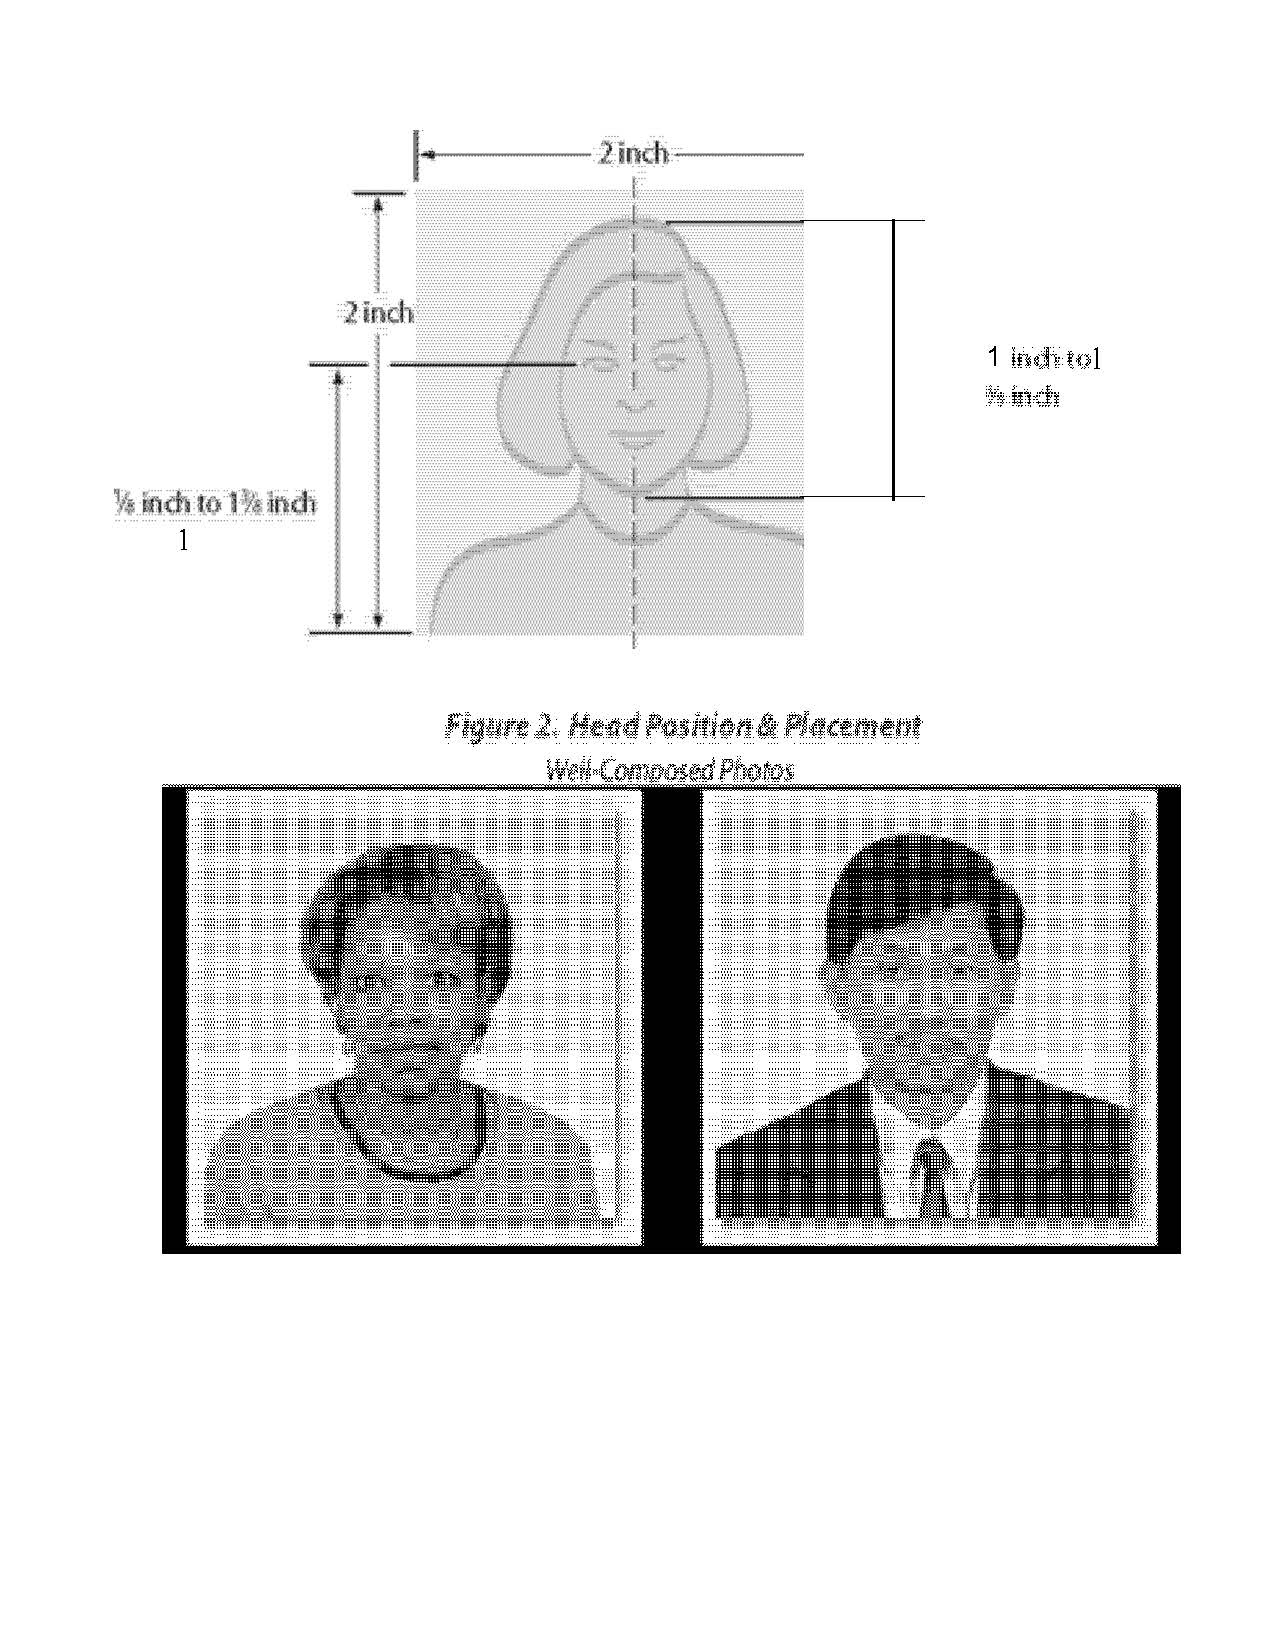 2 inch
2 inch
1 inch to1
⅜ inch
⅛ inch to 1⅜ inch
1
Figure 2. Head Position & Placement
Well-Composed Photos